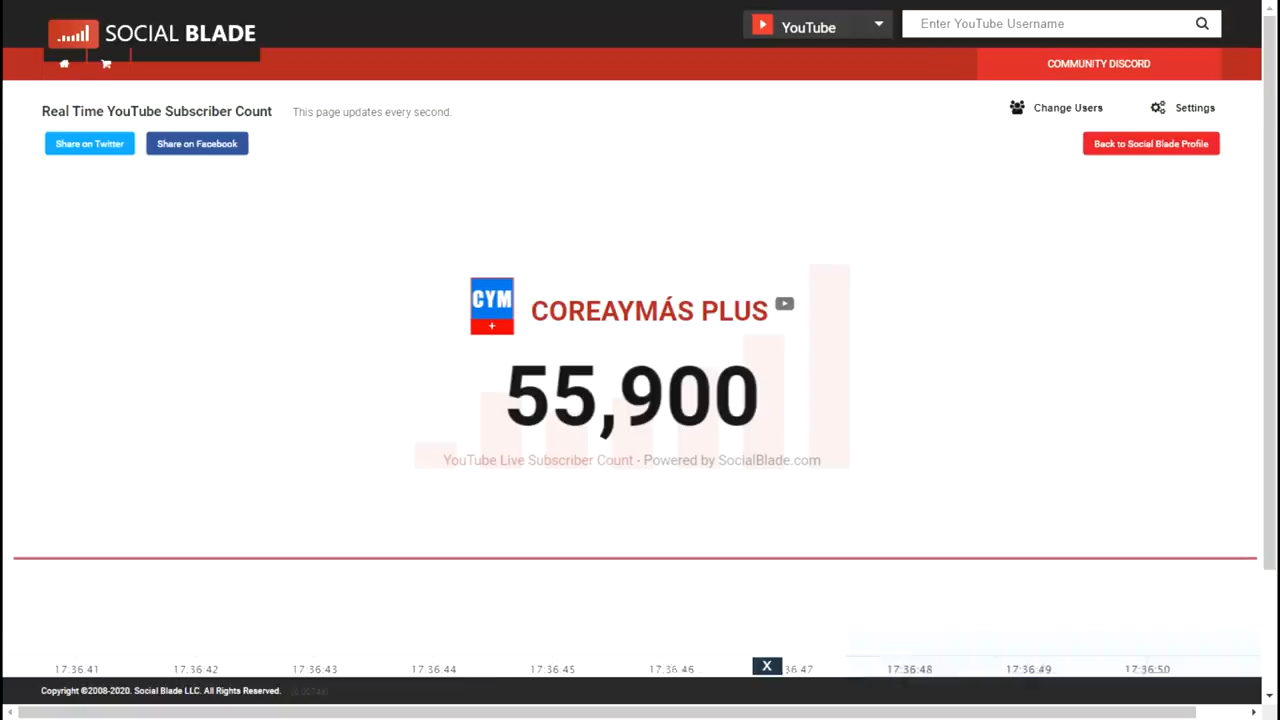 SOCIAL BLADE
YouTube
Enter YouTube Username
COMMUNITY DISCORD
Real Time YouTube Subscriber Count
This page updates every second.
Change Users
Settings
Share on Twitter
Share on Facebook
Back to Social Blade Profile
CYM
+
COREAYMÁS PLUS
55,900
YouTube Live Subscriber Count - Powered by SocialBlade.com
17:36:41 17:36:42 17:36:43 17:36:44 17:36:45 17:36:46 X 36:47 17:36:48 17:36:49 17:36:50
Copyright ©2008-2020. Social Blade LLC. All Rights Reserved.